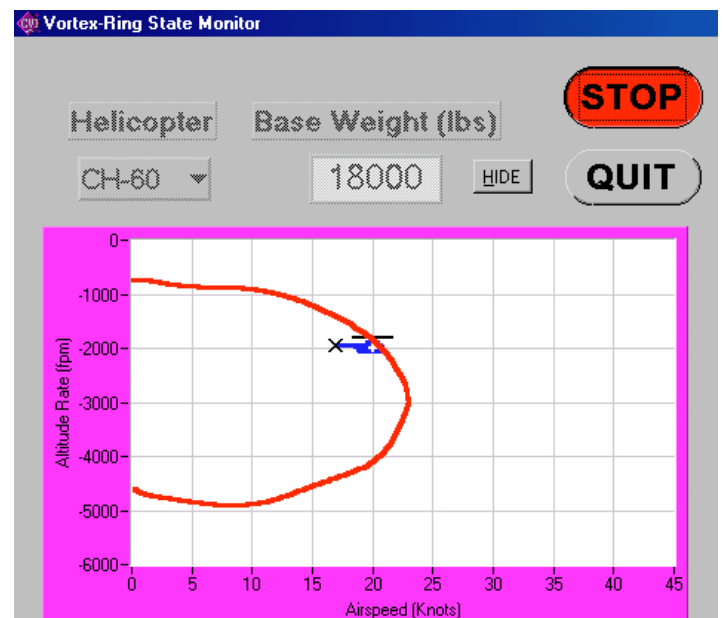 CVI Vortex-Ring State Monitor
STOP
Helicopter Base Weight (lbs)
CH-60 18000 HIDE QUIT
0
-1000
-2000
-3000
-4000
-5000
-6000
Altitude Rate (fpm)
0 5 10 15 20 25 30 35 40 45
Airspeed (Knots)